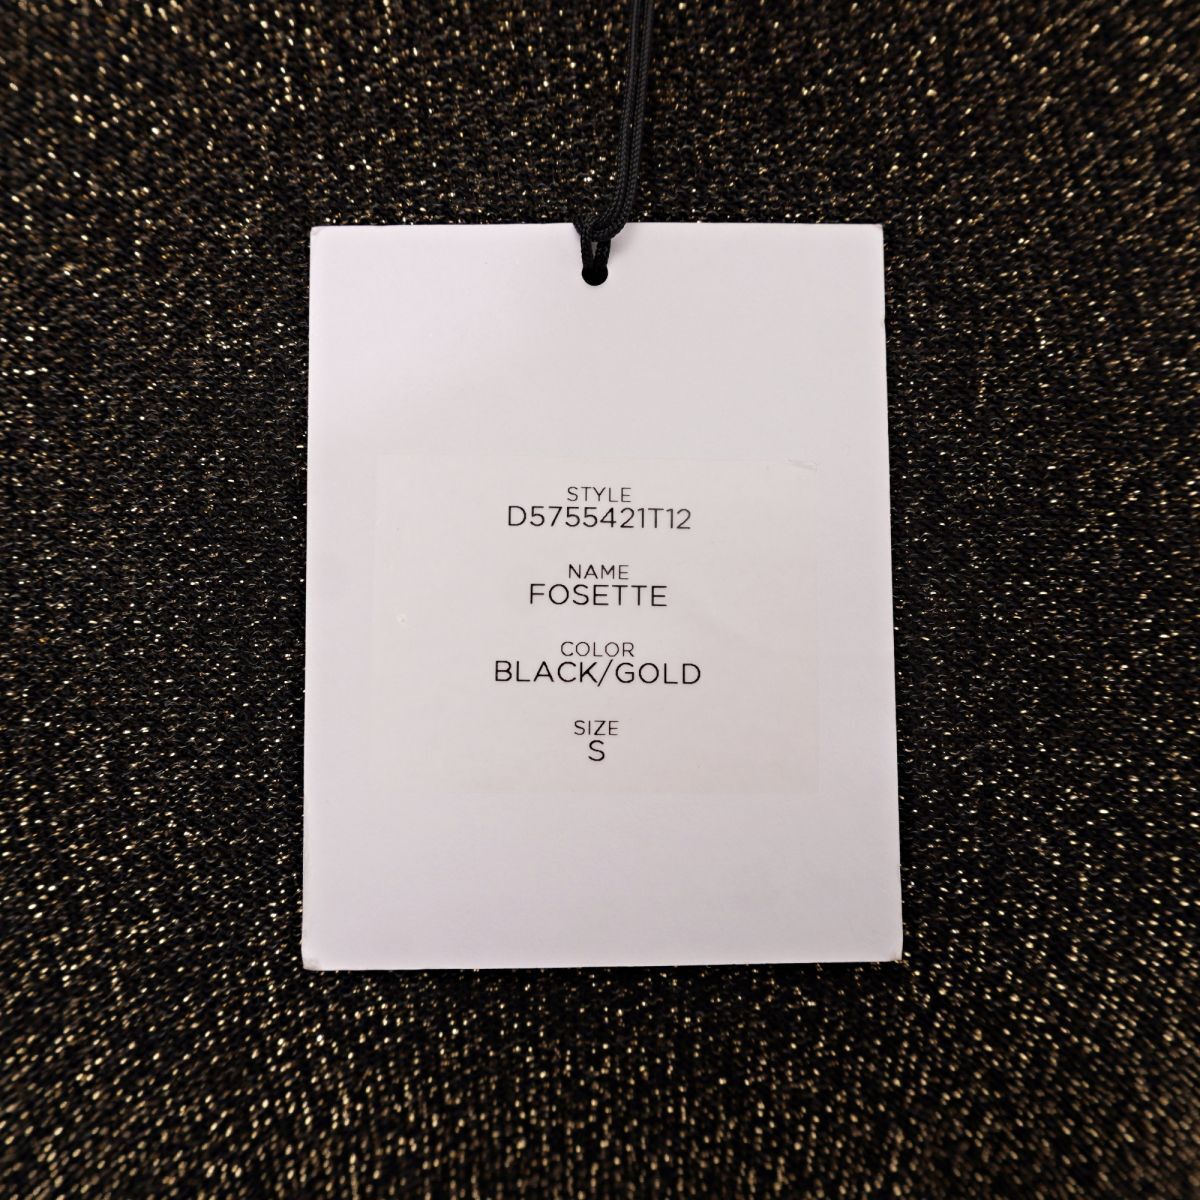 STYLE
D5755421T12
NAME
FOSETTE
COLOR
BLACK/GOLD
SIZE
S